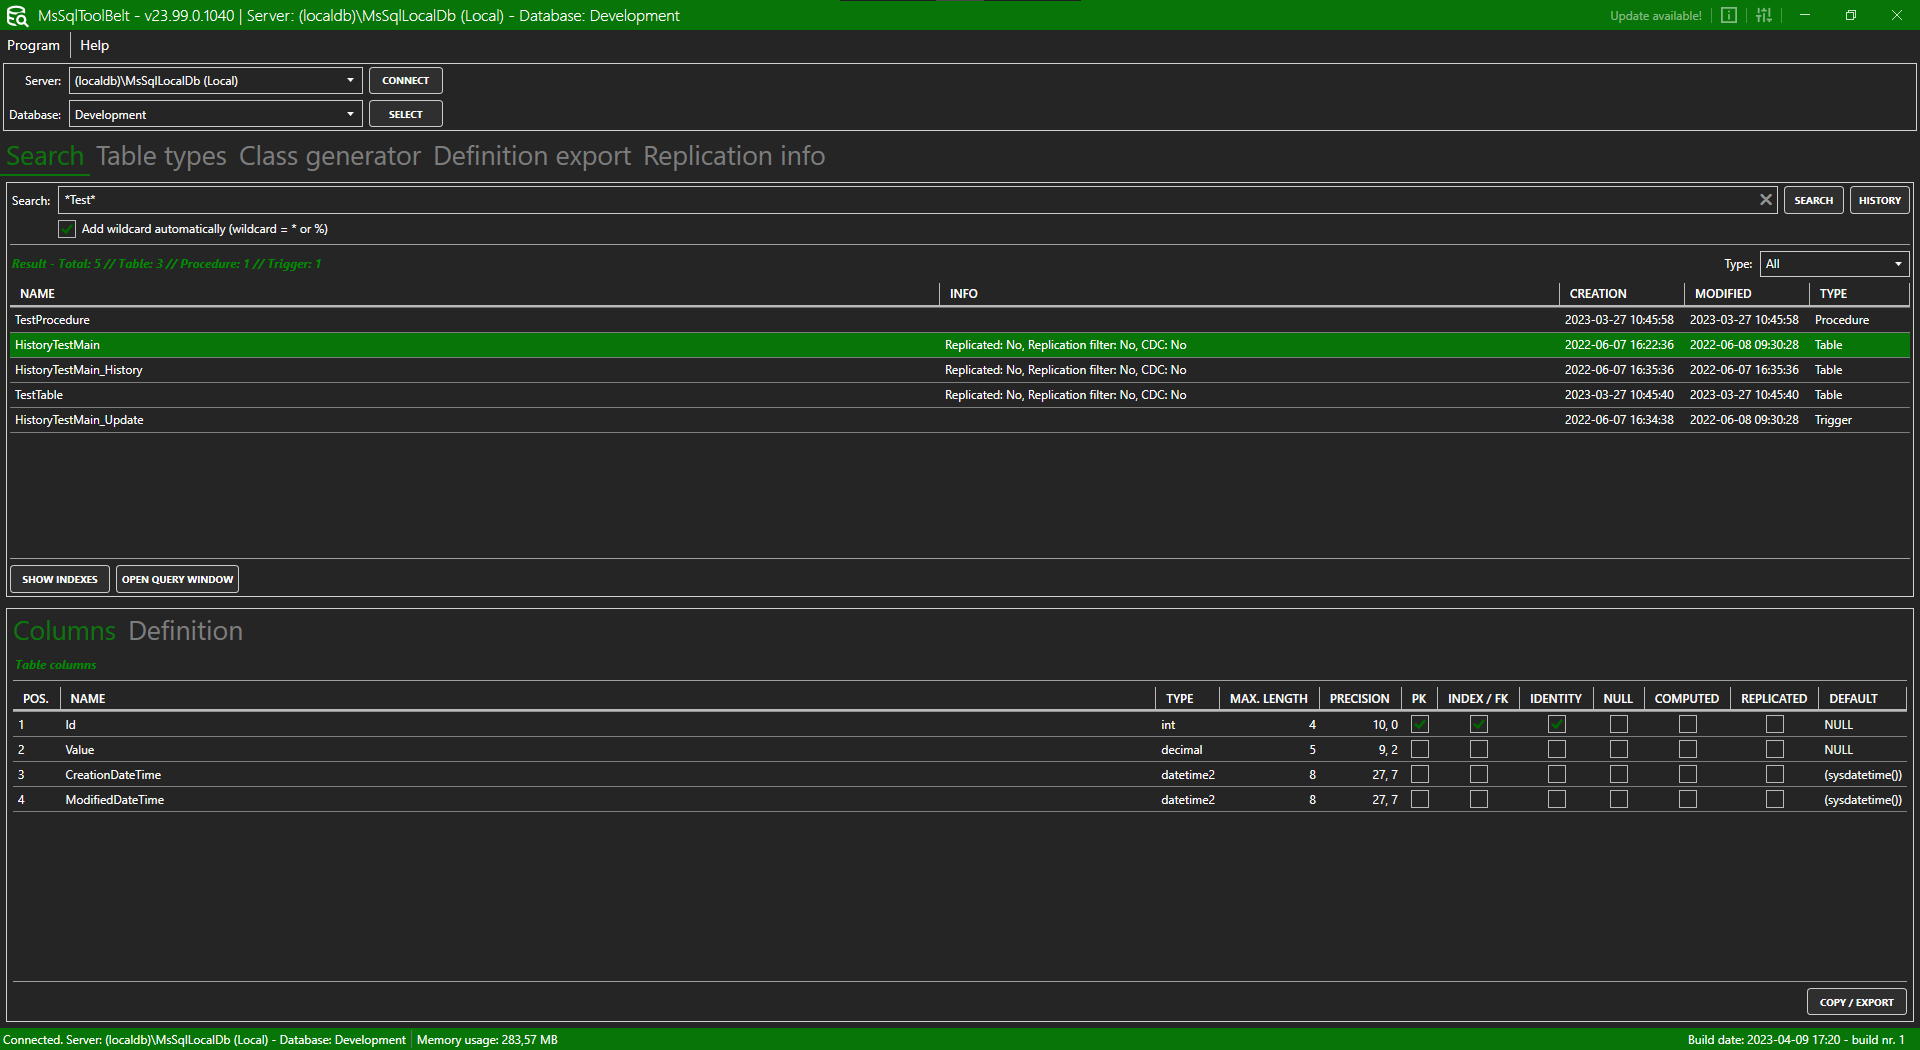 MsSqlToolBelt - v23.99.0.1040 | Server: (localdb)\MsSqlLocalDb (Local) - Database: Development Update available!
Program Help
Server: (localdb)\MsSqlLocalDb (Local) CONNECT
Database: Development SELECT
Search Table types Class generator Definition export Replication info
Search: *Test* SEARCH HISTORY
Add wildcard automatically (wildcard = * or %)
Result - Total: 5 // Table: 3 // Procedure: 1 // Trigger: 1 Type: All
NAME INFO CREATION MODIFIED TYPE
TestProcedure 2023-03-27 10:45:58 2023-03-27 10:45:58 Procedure
HistoryTestMain Replicated: No, Replication filter: No, CDC: No 2022-06-07 16:22:36 2022-06-08 09:30:28 Table
HistoryTestMain_History Replicated: No, Replication filter: No, CDC: No 2022-06-07 16:35:36 2022-06-07 16:35:36 Table
TestTable Replicated: No, Replication filter: No, CDC: No 2023-03-27 10:45:40 2023-03-27 10:45:40 Table
HistoryTestMain_Update 2022-06-07 16:34:38 2022-06-08 09:30:28 Trigger
SHOW INDEXES OPEN QUERY WINDOW
Columns Definition
Table columns
POS. NAME TYPE MAX. LENGTH PRECISION PK INDEX / FK IDENTITY NULL COMPUTED REPLICATED DEFAULT
1 Id int 4 10, 0 NULL
2 Value decimal 5 9, 2 NULL
3 CreationDateTime datetime2 8 27, 7 (sysdatetime())
4 ModifiedDateTime datetime2 8 27, 7 (sysdatetime())
COPY / EXPORT
Connected. Server: (localdb)\MsSqlLocalDb (Local) - Database: Development Memory usage: 283,57 MB Build date: 2023-04-09 17:20 - build nr. 1